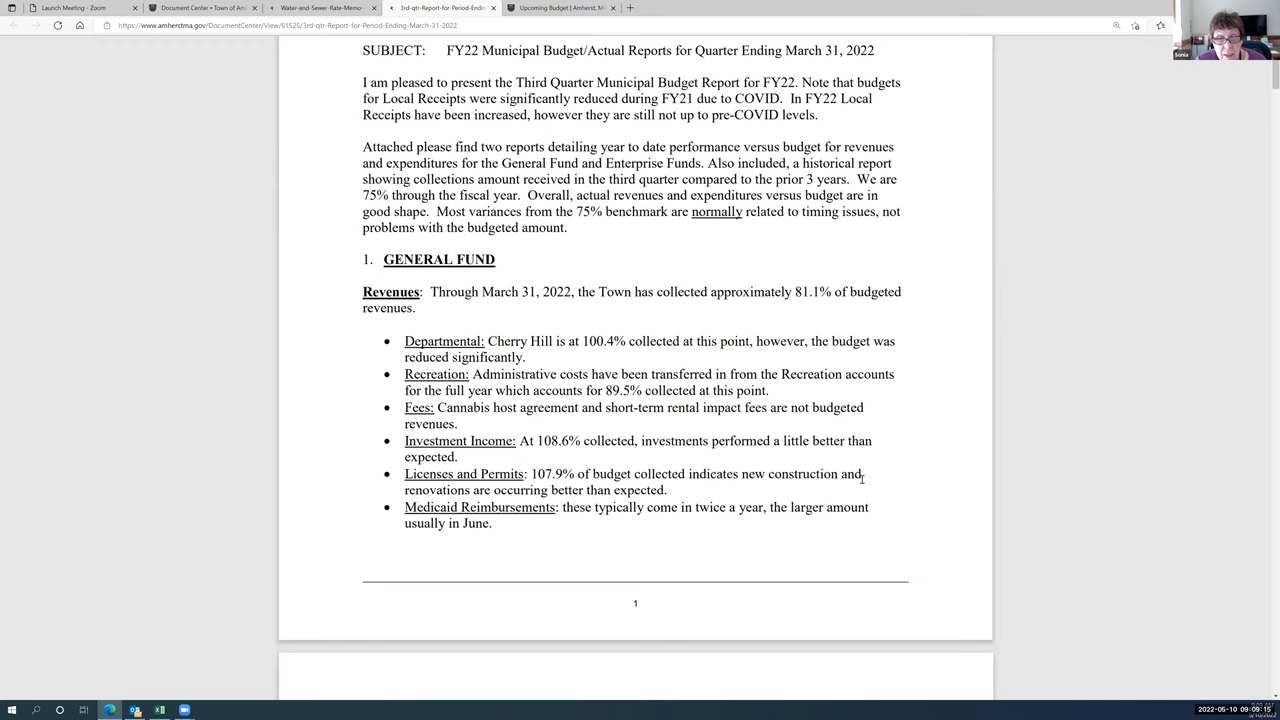 Launch Meeting - Zoom
Document Center • Town of Am
Water-and-Sewer-Rate-Memo-
3rd-qtr-Report-for-Period-Endin
Upcoming Budget | Amherst, M
https://www.amherstma.gov/DocumentCenter/View/61525/3rd-qtr-Report-for-Period-Ending-March-31-2022
Sonia
SUBJECT: FY22 Municipal Budget/Actual Reports for Quarter Ending March 31, 2022
I am pleased to present the Third Quarter Municipal Budget Report for FY22. Note that budgets
for Local Receipts were significantly reduced during FY21 due to COVID. In FY22 Local
Receipts have been increased, however they are still not up to pre-COVID levels.
Attached please find two reports detailing year to date performance versus budget for revenues
and expenditures for the General Fund and Enterprise Funds. Also included, a historical report
showing collections amount received in the third quarter compared to the prior 3 years. We are
75% through the fiscal year. Overall, actual revenues and expenditures versus budget are in
good shape. Most variances from the 75% benchmark are normally related to timing issues, not
problems with the budgeted amount.
1. GENERAL FUND
Revenues: Through March 31, 2022, the Town has collected approximately 81.1% of budgeted
revenues.
• Departmental: Cherry Hill is at 100.4% collected at this point, however, the budget was
reduced significantly.
• Recreation: Administrative costs have been transferred in from the Recreation accounts
for the full year which accounts for 89.5% collected at this point.
• Fees: Cannabis host agreement and short-term rental impact fees are not budgeted
revenues.
• Investment Income: At 108.6% collected, investments performed a little better than
expected.
• Licenses and Permits: 107.9% of budget collected indicates new construction and
renovations are occurring better than expected.
• Medicaid Reimbursements: these typically come in twice a year, the larger amount
usually in June.
1
2022-05-10 09:09:15